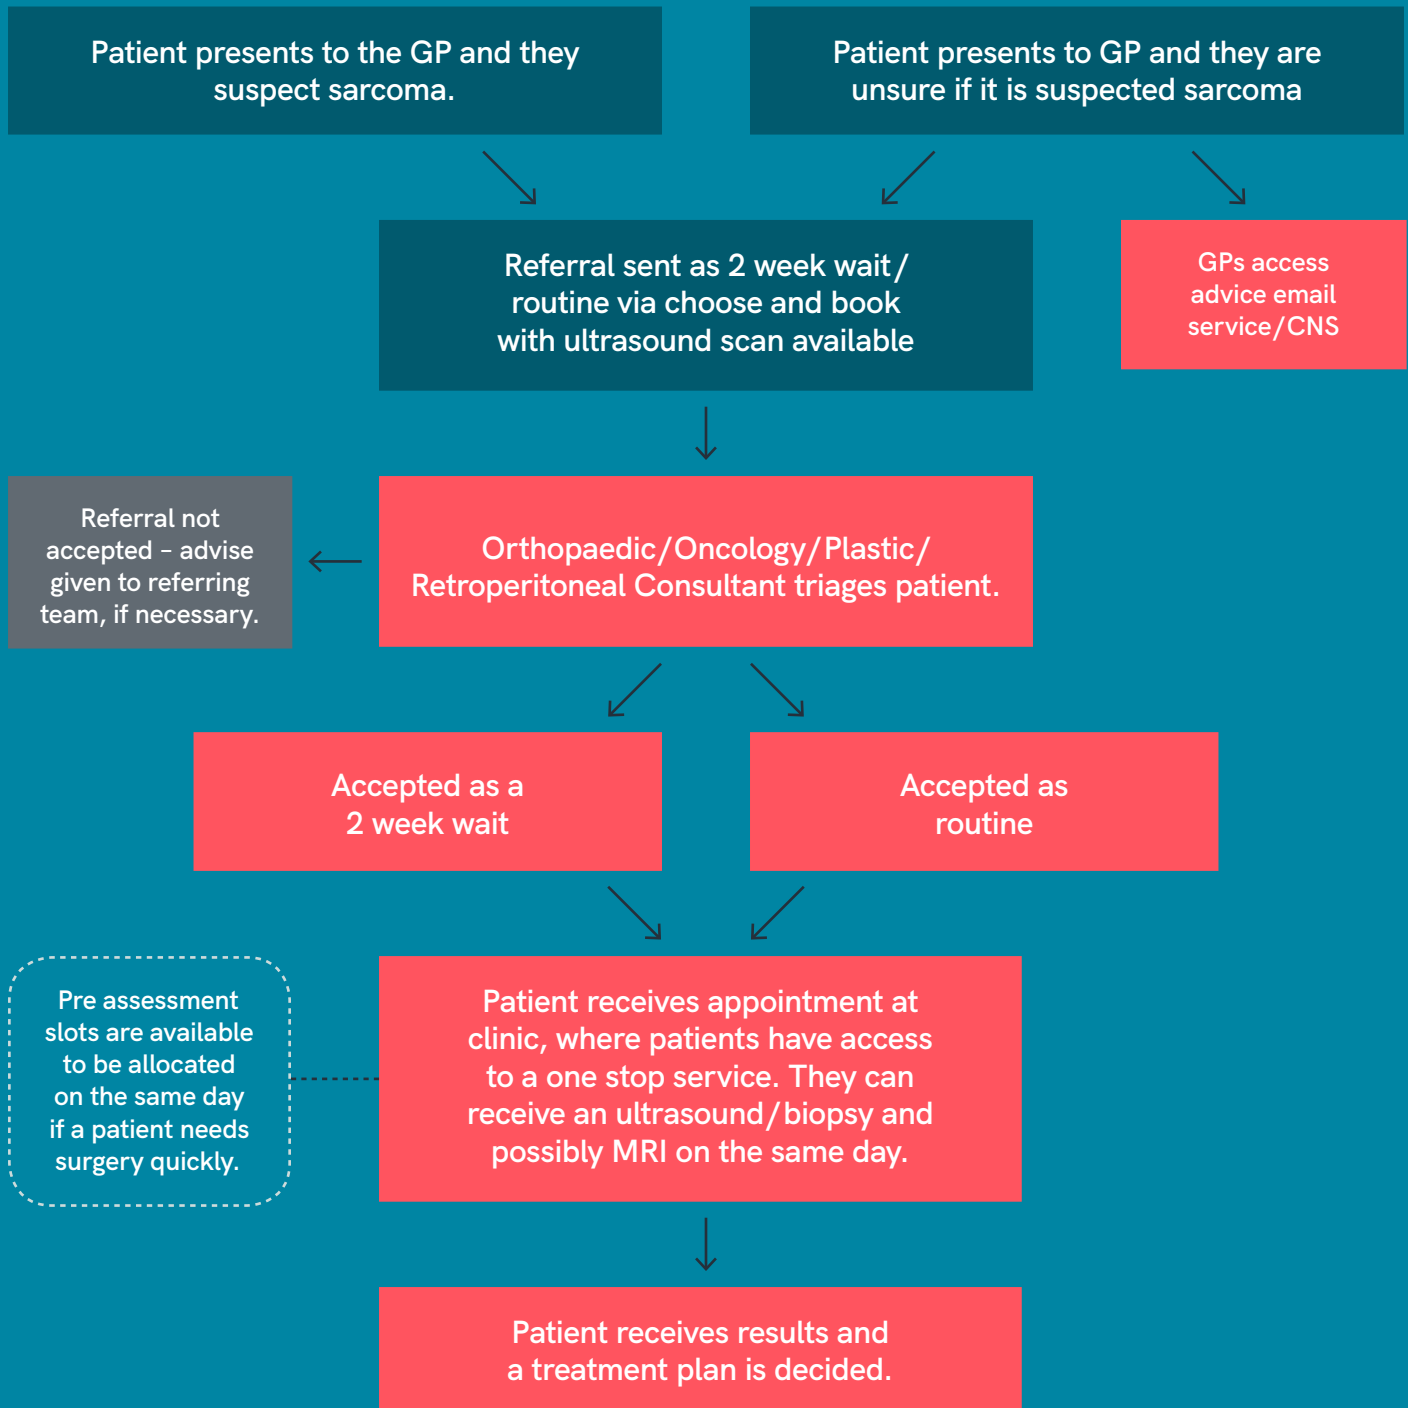 Patient presents to the GP and they
suspect sarcoma.
Patient presents to GP and they are
unsure if it is suspected sarcoma
Referral sent as 2 week wait/
routine via choose and book
with ultrasound scan available
GPs access
advice email
service/CNS
Referral not
accepted – advise
given to referring
team, if necessary.
Orthopaedic/Oncology/Plastic/
Retroperitoneal Consultant triages patient.
Accepted as a
2 week wait
Accepted as
routine
Pre assessment
slots are available
to be allocated
on the same day
if a patient needs
surgery quickly.
Patient receives appointment at
clinic, where patients have access
to a one stop service. They can
receive an ultrasound/biopsy and
possibly MRI on the same day.
Patient receives results and
a treatment plan is decided.